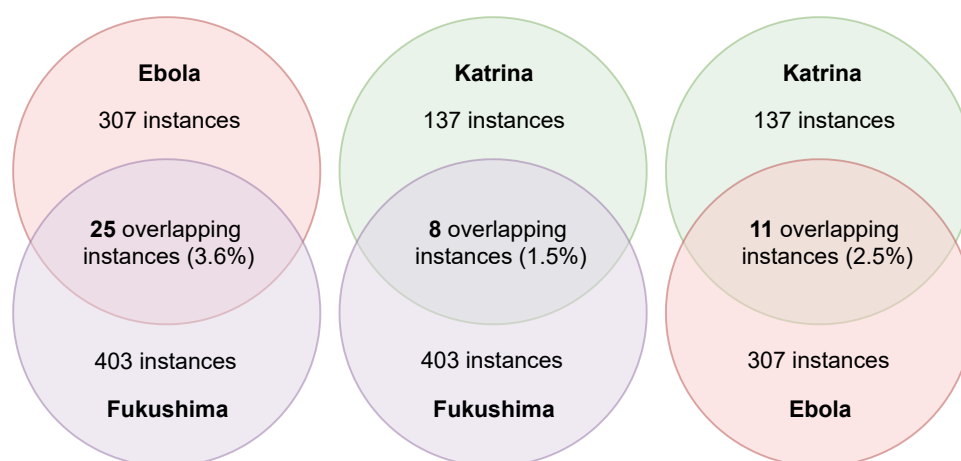 Ebola
307 instances
25 overlapping
instances (3.6%)
403 instances
Fukushima
Katrina
137 instances
8 overlapping
instances (1.5%)
403 instances
Fukushima
Katrina
137 instances
11 overlapping
instances (2.5%)
307 instances
Ebola